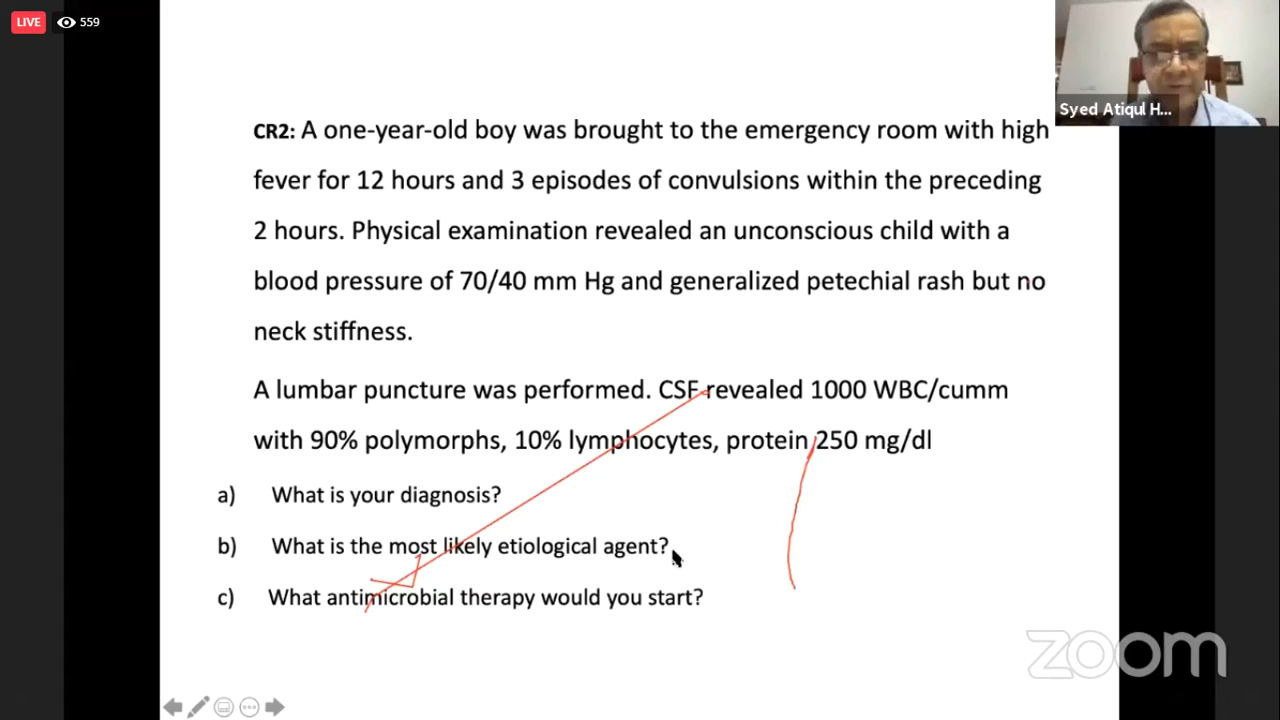 LIVE 559
Syed Atiqul H...
CR2: A one-year-old boy was brought to the emergency room with high
fever for 12 hours and 3 episodes of convulsions within the preceding
2 hours. Physical examination revealed an unconscious child with a
blood pressure of 70/40 mm Hg and generalized petechial rash but no
neck stiffness.
A lumbar puncture was performed. CSF revealed 1000 WBC/cumm
with 90% polymorphs, 10% lymphocytes, protein 250 mg/dl
a) What is your diagnosis?
b) What is the most likely etiological agent?
c) What antimicrobial therapy would you start?
zoom